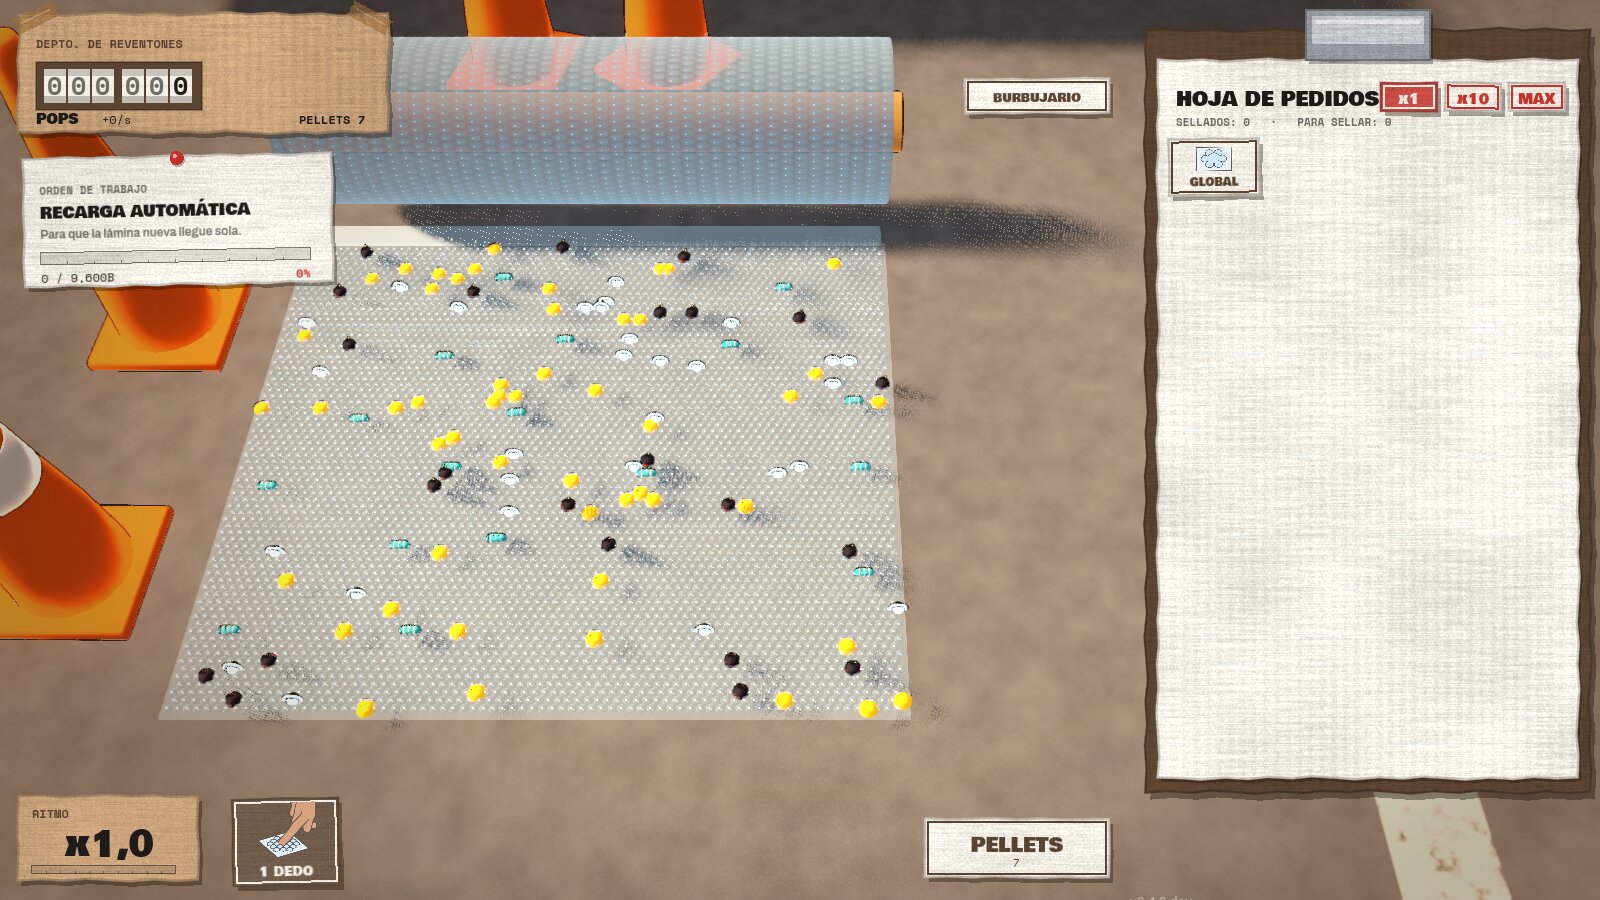 DEPTO. DE REVENTONES
000000
POPS +0/s PELLETS 7
ORDEN DE TRABAJO
RECARGA AUTOMÁTICA
Para que la lámina nueva llegue sola.
0 / 9.600B 0%
BURBUJARIO
HOJA DE PEDIDOS x1 x10 MAX
SELLADOS: 0 · PARA SELLAR: 0
GLOBAL
RITMO
x1,0
1 DEDO
PELLETS
7